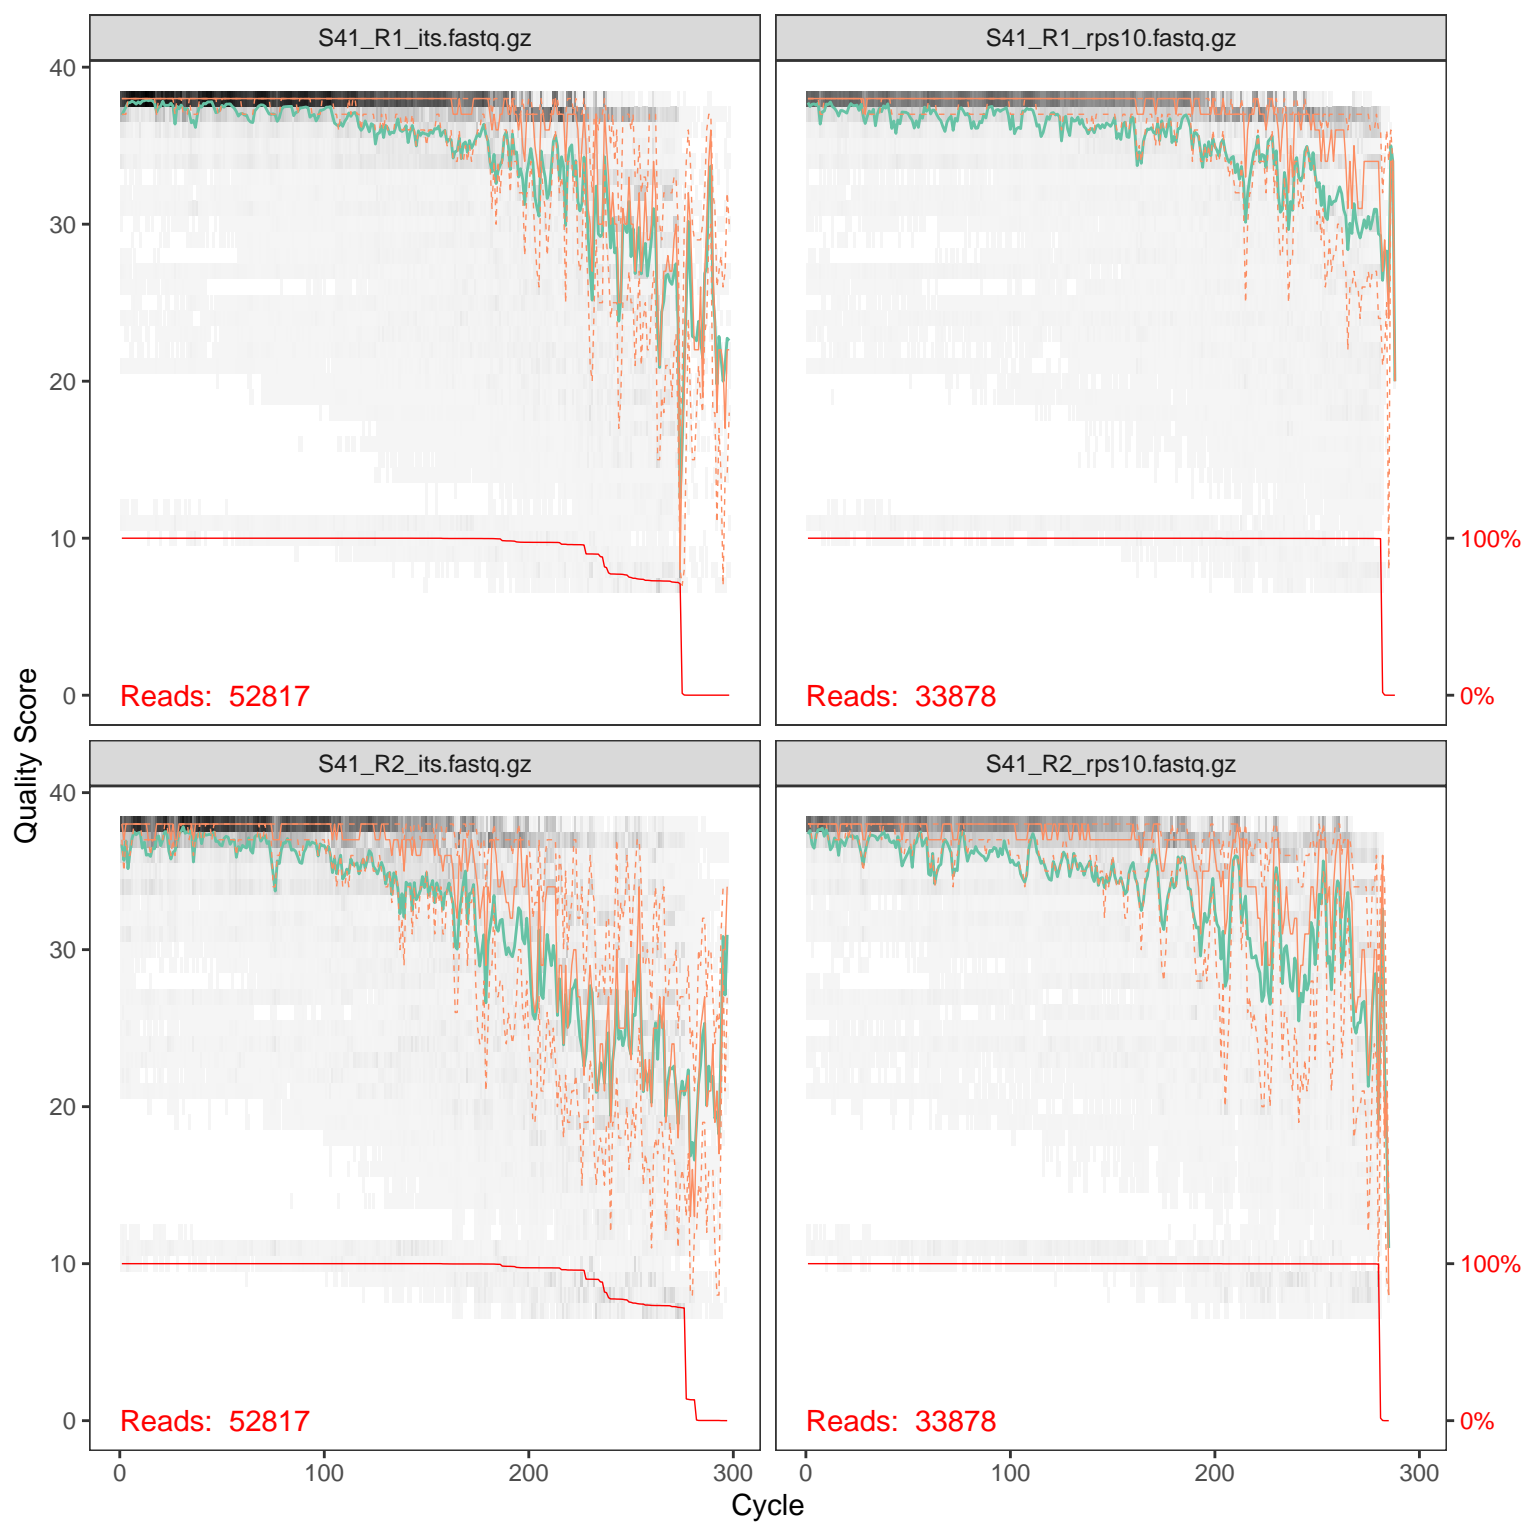 S41_R1_its.fastq.gz
S41_R1_rps10.fastq.gz
40
30
20
10
0
Reads: 52817
Reads: 33878
100%
0%
S41_R2_its.fastq.gz
S41_R2_rps10.fastq.gz
40
30
20
10
0
Reads: 52817
Reads: 33878
100%
0%
0 100 200 300
0 100 200 300
Cycle
Quality Score